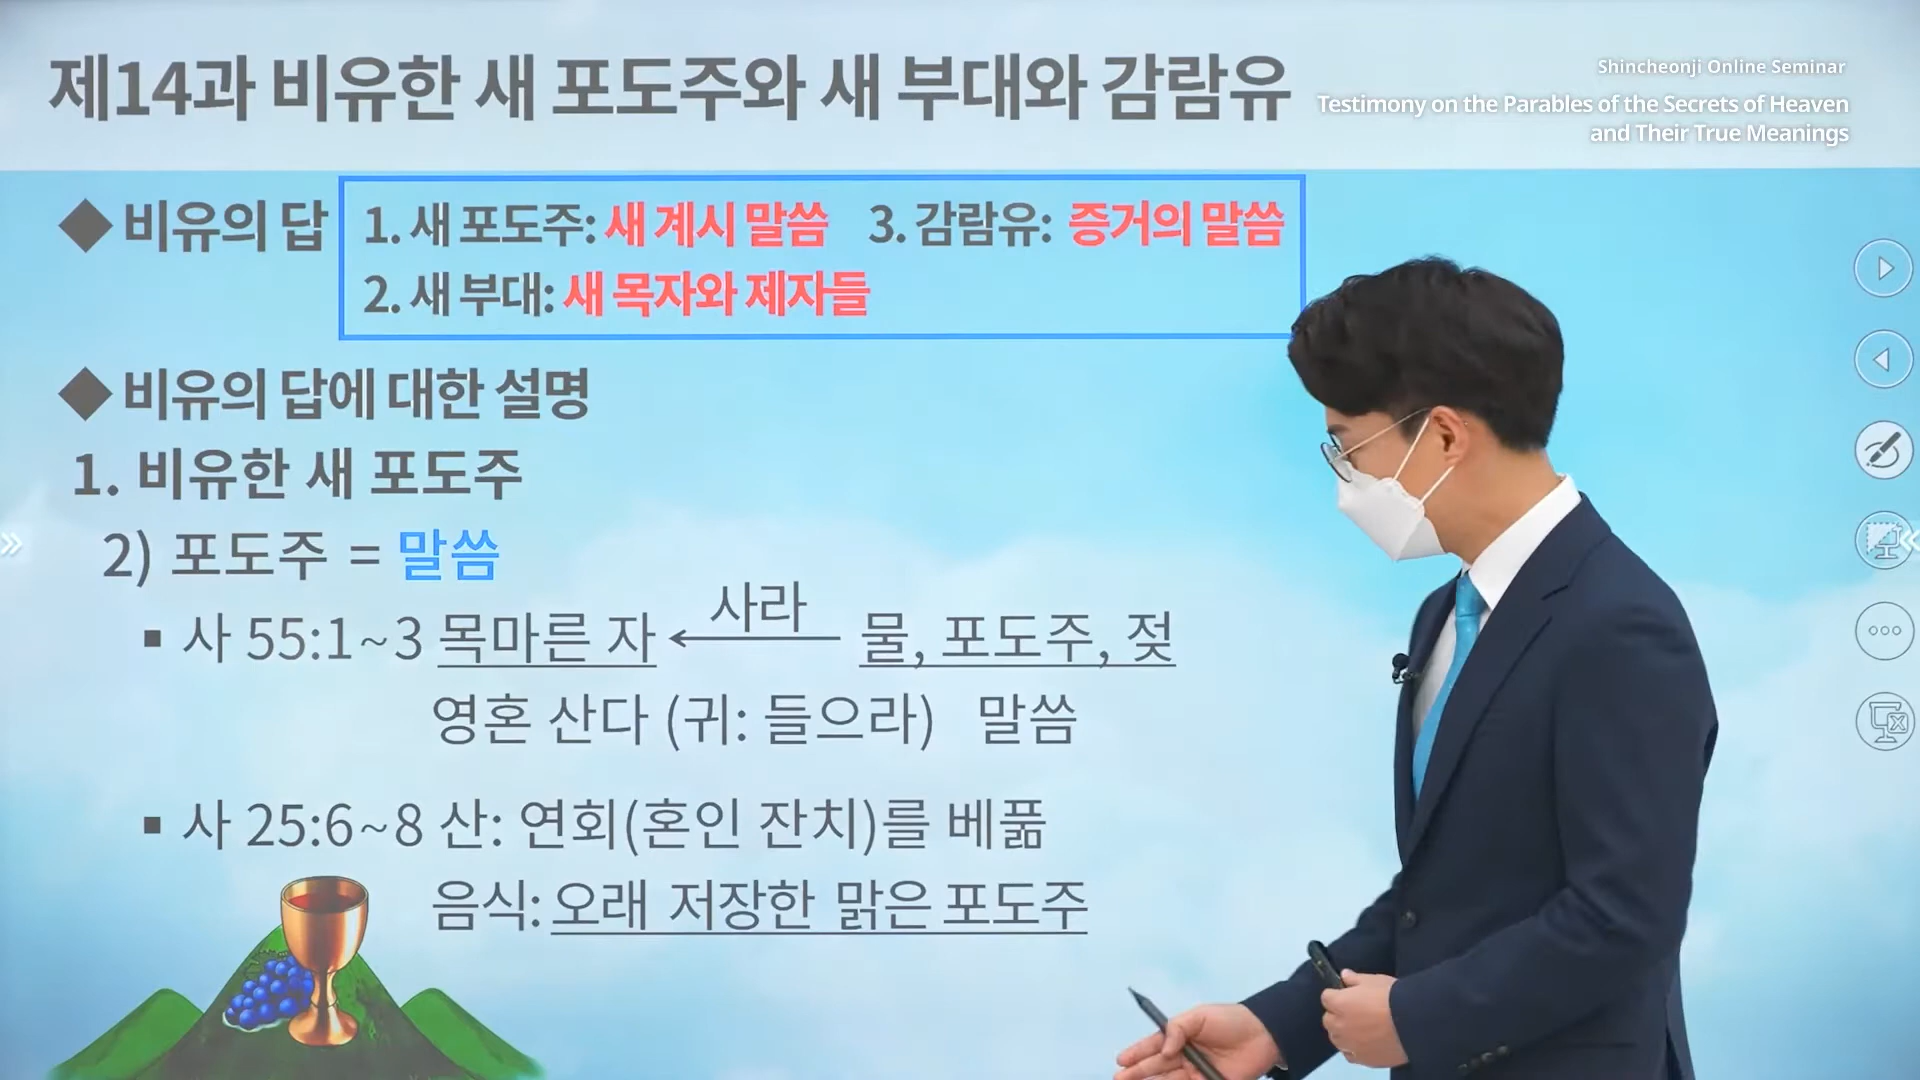 제14과 비유한 새 포도주와 새 부대와 감람유
Shincheonji Online Seminar
Testimony on the Parables of the Secrets of Heaven
and Their True Meanings
◆ 비유의 답
1. 새 포도주: 새 계시 말씀 3. 감람유: 증거의 말씀
2. 새 부대: 새 목자와 제자들
◆ 비유의 답에 대한 설명
1. 비유한 새 포도주
2) 포도주 = 말씀
▪ 사 55:1~3 목마른 자 ← 사라 물, 포도주, 젖
영혼 산다 (귀: 들으라) 말씀
▪ 사 25:6~8 산: 연회(혼인 잔치)를 베풂
음식: 오래 저장한 맑은 포도주